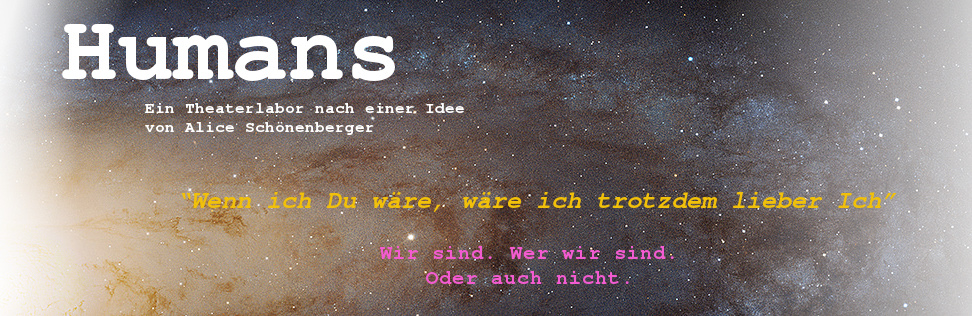 Humans
Ein Theaterlabor nach einer Idee
von Alice Schönenberger
"Wenn ich Du wäre, wäre ich trotzdem lieber Ich"
Wir sind. Wer wir sind.
Oder auch nicht.